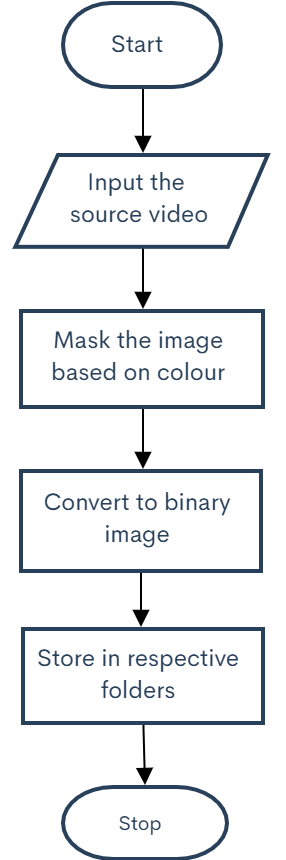 Start
Input the
source video
Mask the image
based on colour
Convert to binary
image
Store in respective
folders
Stop